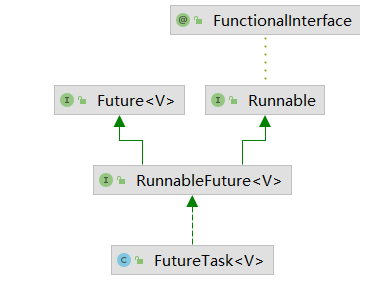 @ FunctionalInterface
I Future<V>
I Runnable
I RunnableFuture<V>
C FutureTask<V>